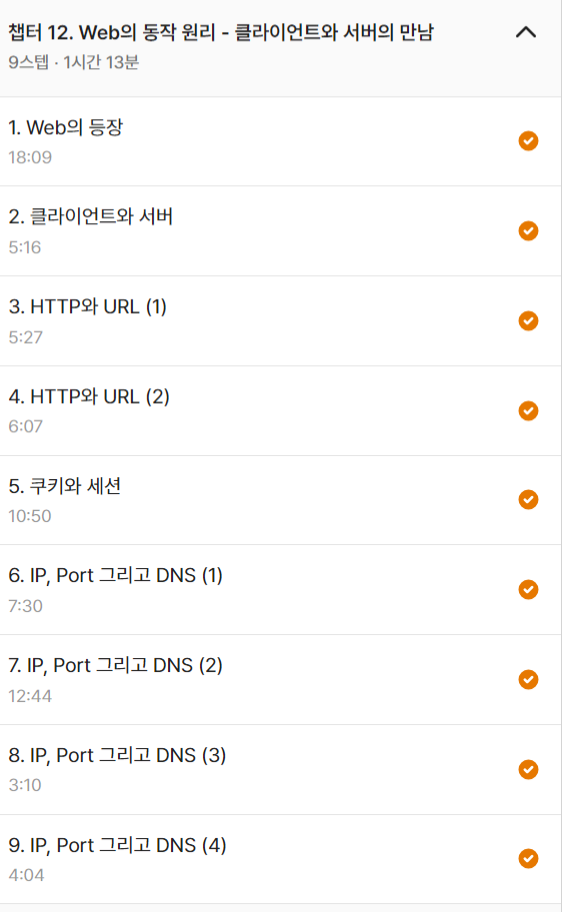 챕터 12. Web의 동작 원리 - 클라이언트와 서버의 만남
9스텝 · 1시간 13분
1. Web의 등장
18:09
2. 클라이언트와 서버
5:16
3. HTTP와 URL (1)
5:27
4. HTTP와 URL (2)
6:07
5. 쿠키와 세션
10:50
6. IP, Port 그리고 DNS (1)
7:30
7. IP, Port 그리고 DNS (2)
12:44
8. IP, Port 그리고 DNS (3)
3:10
9. IP, Port 그리고 DNS (4)
4:04